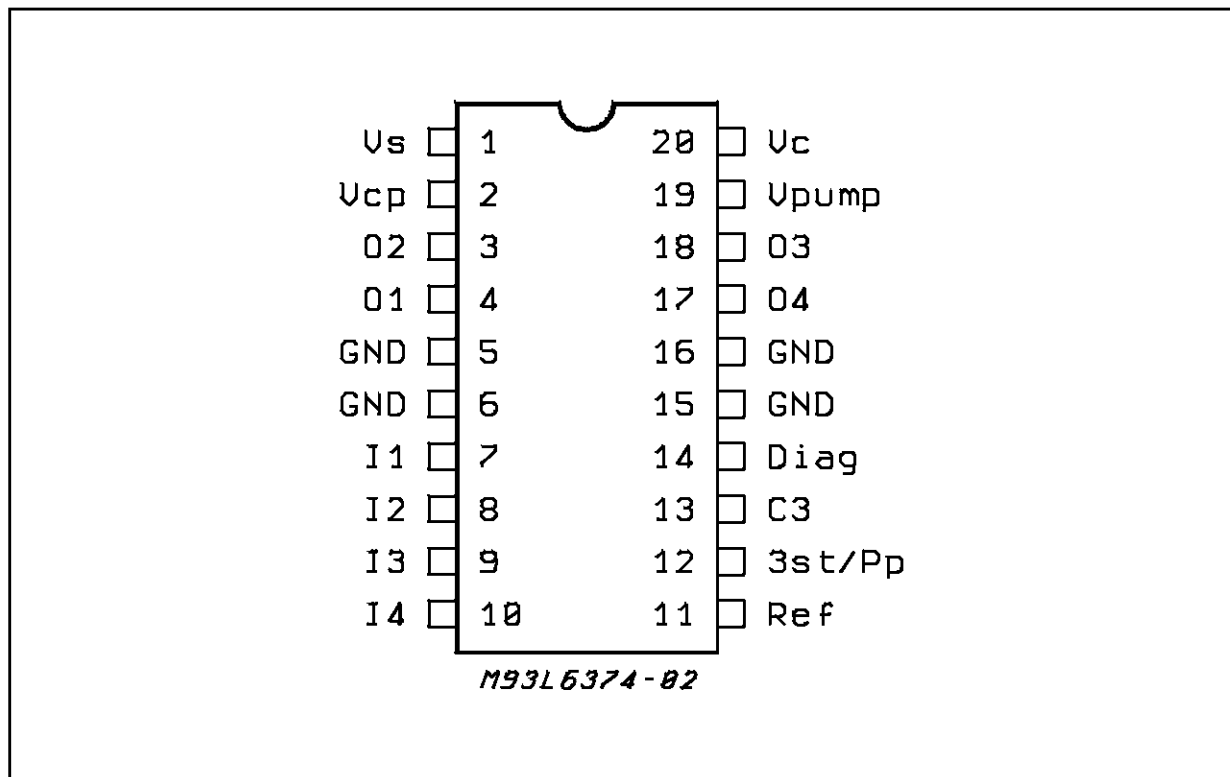 Vs 1 20 Vc
Vcp 2 19 Vpump
O2 3 18 O3
O1 4 17 O4
GND 5 16 GND
GND 6 15 GND
I1 7 14 Diag
I2 8 13 C3
I3 9 12 3st/Pp
I4 10 11 Ref
M93L6374-02